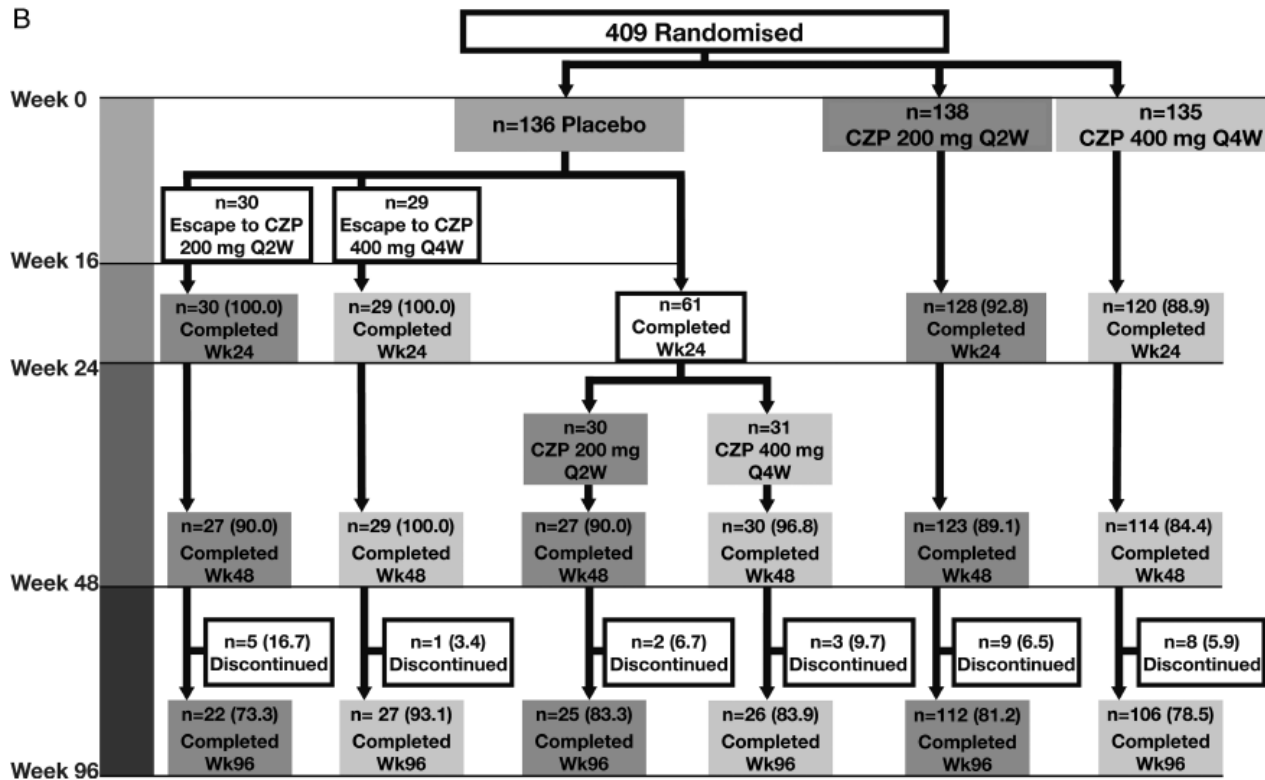 B
409 Randomised
Week 0
n=136 Placebo
n=138
CZP 200 mg Q2W
n=135
CZP 400 mg Q4W
n=30
Escape to CZP
200 mg Q2W
n=29
Escape to CZP
400 mg Q4W
Week 16
n=30 (100.0)
Completed
Wk24
n=29 (100.0)
Completed
Wk24
n=61
Completed
Wk24
n=128 (92.8)
Completed
Wk24
n=120 (88.9)
Completed
Wk24
Week 24
n=30
CZP 200 mg
Q2W
n=31
CZP 400 mg
Q4W
n=27 (90.0)
Completed
Wk48
n=29 (100.0)
Completed
Wk48
n=27 (90.0)
Completed
Wk48
n=30 (96.8)
Completed
Wk48
n=123 (89.1)
Completed
Wk48
n=114 (84.4)
Completed
Wk48
Week 48
n=5 (16.7)
Discontinued
n=1 (3.4)
Discontinued
n=2 (6.7)
Discontinued
n=3 (9.7)
Discontinued
n=9 (6.5)
Discontinued
n=8 (5.9)
Discontinued
n=22 (73.3)
Completed
Wk96
n= 27 (93.1)
Completed
Wk96
n=25 (83.3)
Completed
Wk96
n=26 (83.9)
Completed
Wk96
n=112 (81.2)
Completed
Wk96
n=106 (78.5)
Completed
Wk96
Week 96